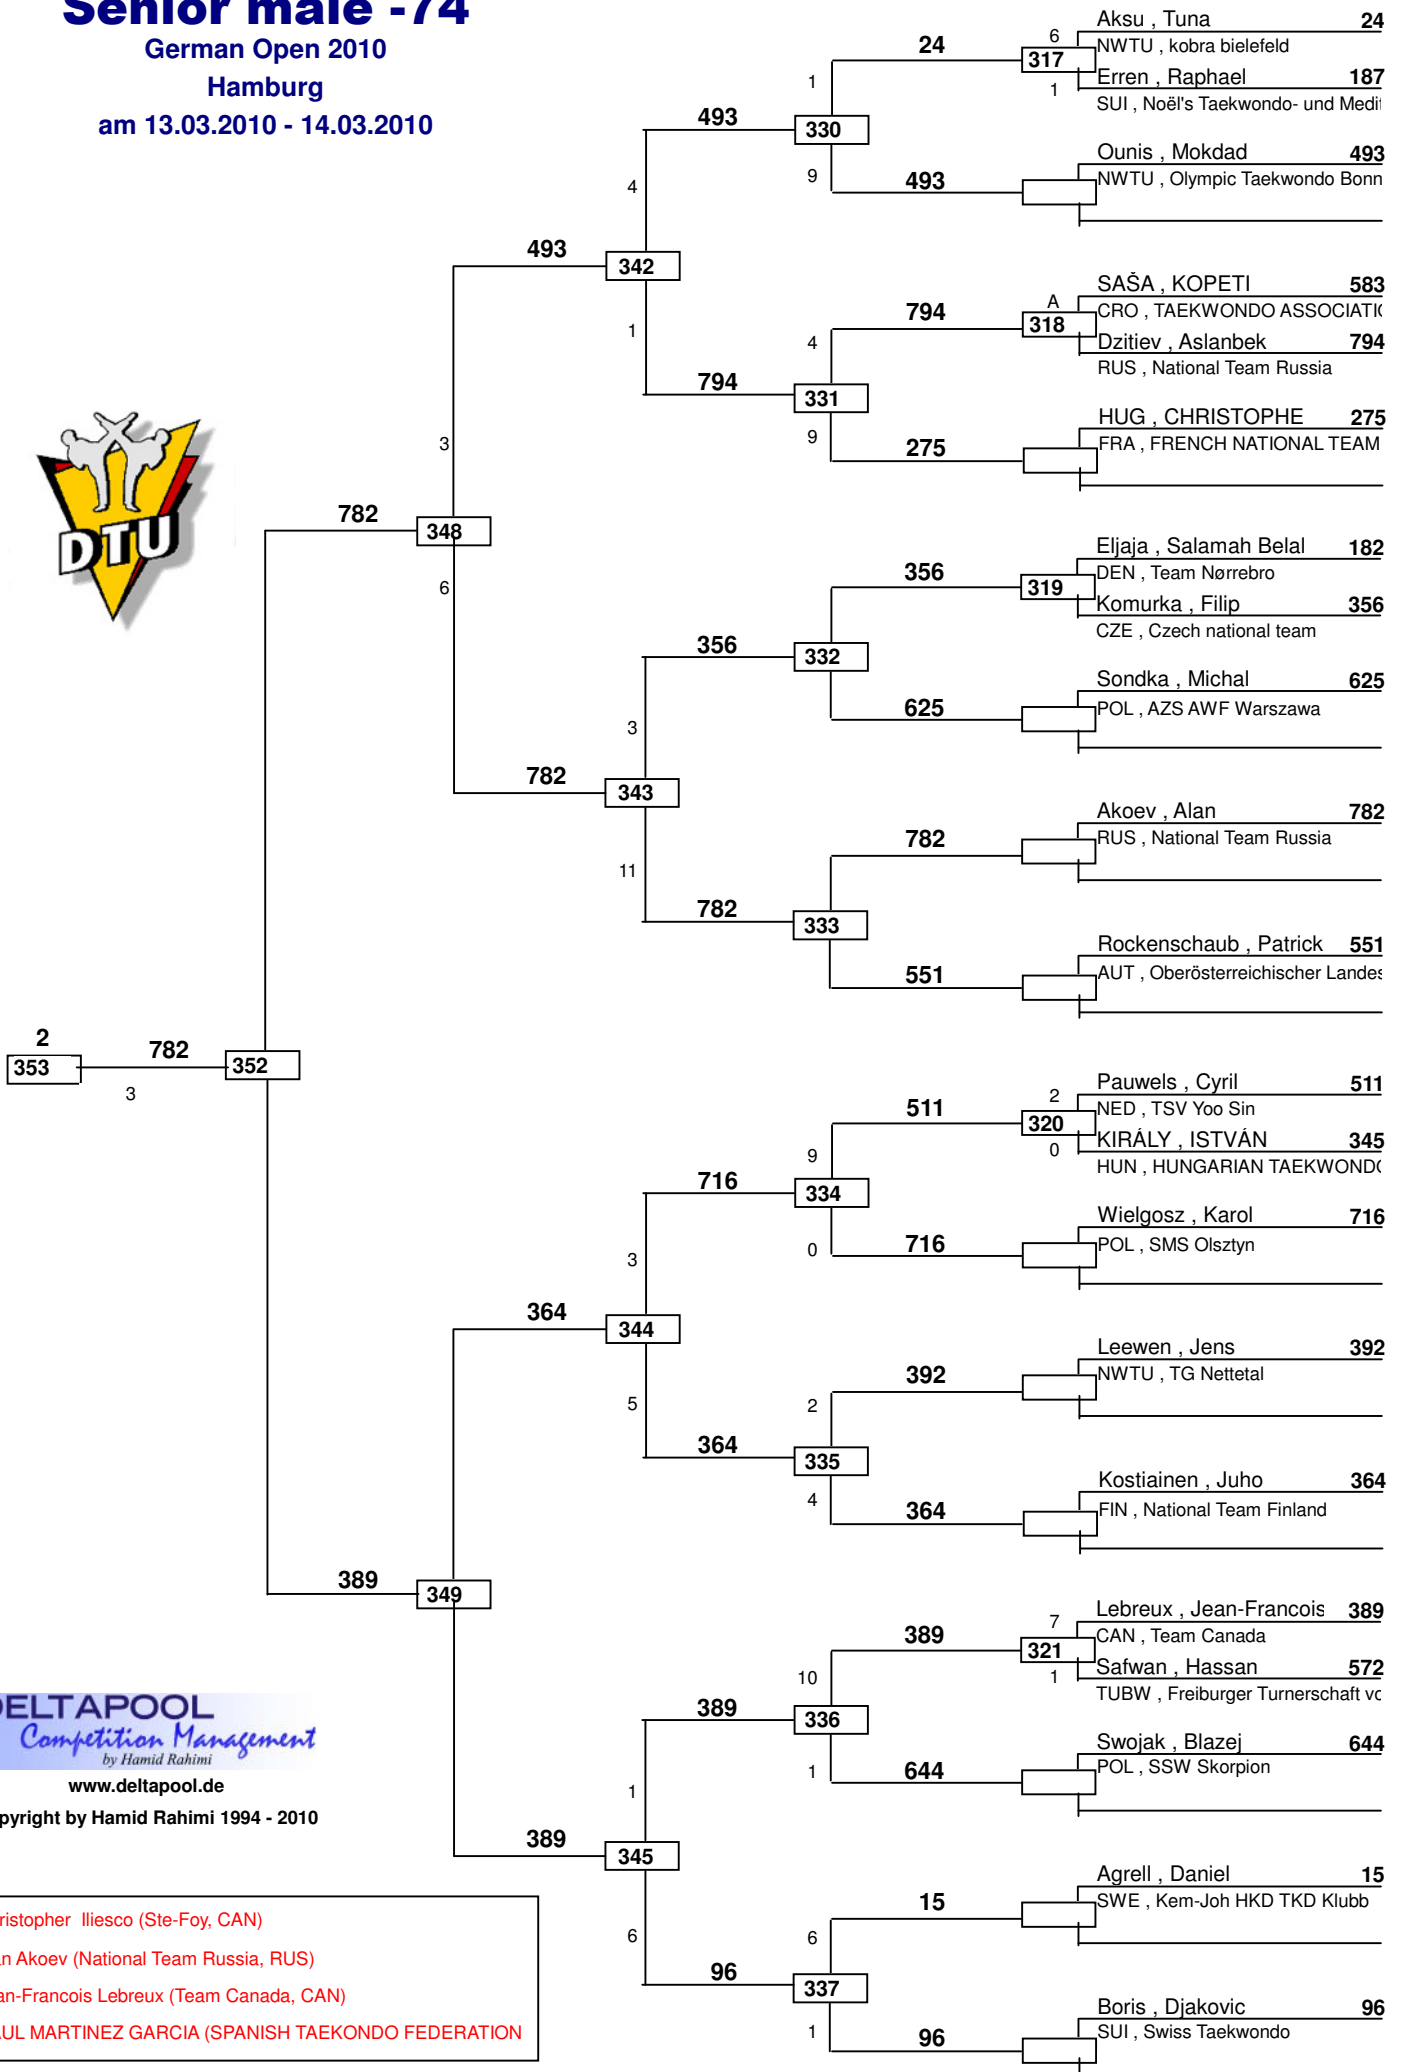 Senior male -74
German Open 2010
Hamburg
am 13.03.2010 - 14.03.2010
DTU
Aksu , Tuna 24
NWTU , kobra bielefeld
Erren , Raphael 187
SUI , Noël's Taekwondo- und Medit
6
317
1
24
1
330
9
493
Ounis , Mokdad 493
NWTU , Olympic Taekwondo Bonn
493
4
342
1
493
SAŠA , KOPETI 583
CRO , TAEKWONDO ASSOCIATIO
Dzitiev , Aslanbek 794
RUS , National Team Russia
A
318
794
4
331
9
794
HUG , CHRISTOPHE 275
FRA , FRENCH NATIONAL TEAM
275
3
348
6
782
Eljaja , Salamah Belal 182
DEN , Team Nørrebro
Komurka , Filip 356
CZE , Czech national team
319
356
332
356
Sondka , Michal 625
POL , AZS AWF Warszawa
625
3
343
11
782
Akoev , Alan 782
RUS , National Team Russia
782
333
782
Rockenschaub , Patrick 551
AUT , Oberösterreichischer Landes
551
2
353
782
3
352
Pauwels , Cyril 511
NED , TSV Yoo Sin
KIRÁLY , ISTVÁN 345
HUN , HUNGARIAN TAEKWONDO
2
320
0
511
9
334
0
716
Wielgosz , Karol 716
POL , SMS Olsztyn
716
3
344
5
364
Leewen , Jens 392
NWTU , TG Nettetal
392
2
335
4
364
Kostiainen , Juho 364
FIN , National Team Finland
364
389
349
Lebreux , Jean-Francois 389
CAN , Team Canada
Safwan , Hassan 572
TUBW , Freiburger Turnerschaft vo
7
321
1
389
10
336
1
389
Swojak , Blazej 644
POL , SSW Skorpion
644
1
345
6
389
Agrell , Daniel 15
SWE , Kem-Joh HKD TKD Klubb
15
6
337
1
96
Boris , Djakovic 96
SUI , Swiss Taekwondo
96
DELTAPOOL
Competition Management
by Hamid Rahimi
www.deltapool.de
pyright by Hamid Rahimi 1994 - 2010
ristopher Iliesco (Ste-Foy, CAN)
an Akoev (National Team Russia, RUS)
an-Francois Lebreux (Team Canada, CAN)
AUL MARTINEZ GARCIA (SPANISH TAEKONDO FEDERATION